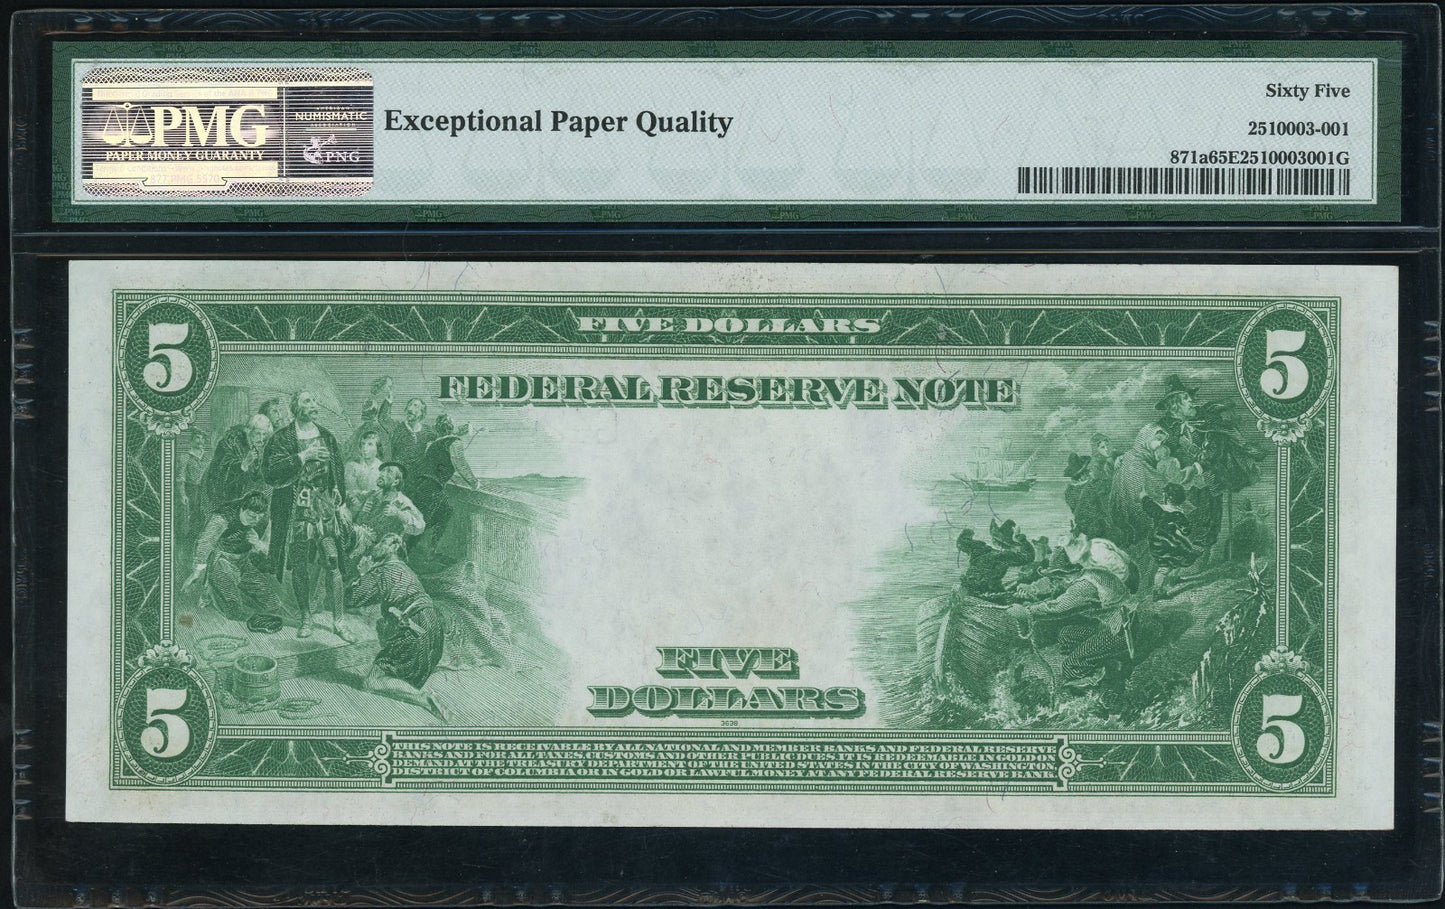 PMG
PAPER MONEY GUARANTY
NUMISMATIC
PNG
877-PMG-5570
Exceptional Paper Quality
Sixty Five
2510003-001
871a65E2510003001G
FIVE DOLLARS
5
5
FEDERAL RESERVE NOTE
FIVE
DOLLARS
3636
5
5
THIS NOTE IS RECEIVABLE BY ALL NATIONAL AND MEMBER BANKS AND FEDERAL RESERVE
BANKS AND FOR ALL TAXES, CUSTOMS AND OTHER PUBLIC DUES. IT IS REDEEMABLE IN GOLD ON
DEMAND AT THE TREASURY DEPARTMENT OF THE UNITED STATES IN THE CITY OF WASHINGTON,
DISTRICT OF COLUMBIA OR IN GOLD OR LAWFUL MONEY AT ANY FEDERAL RESERVE BANK.